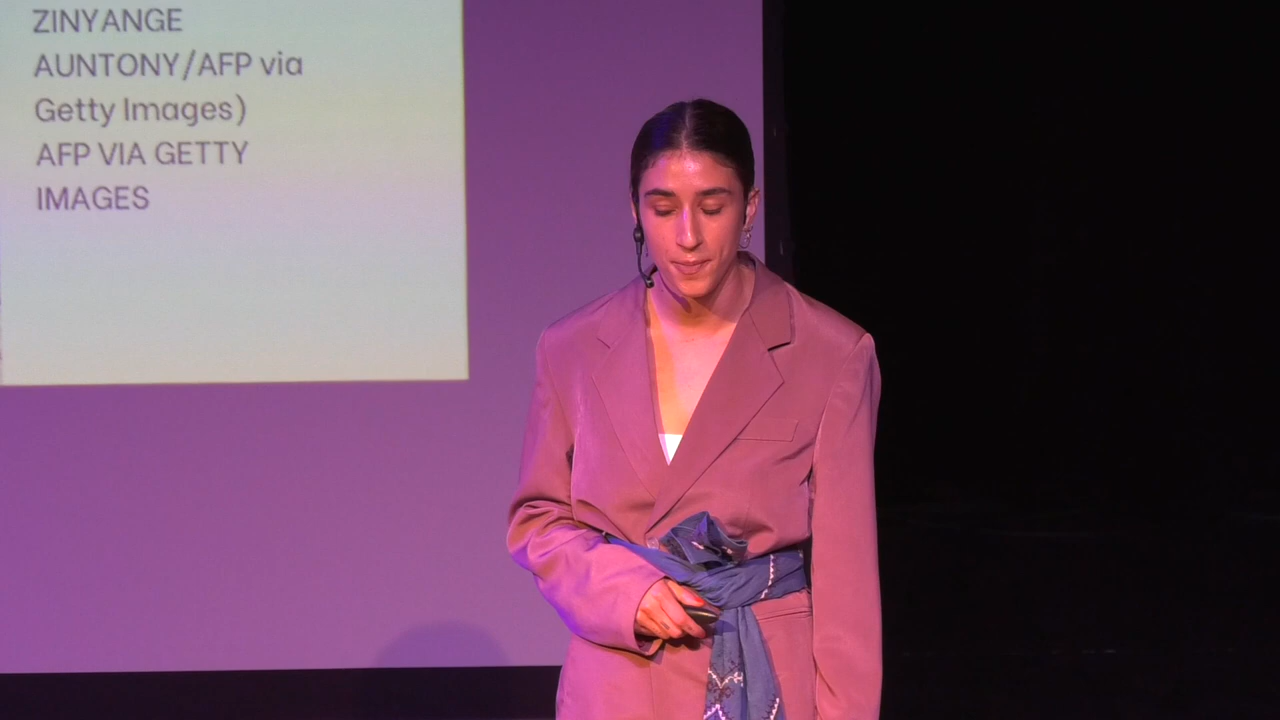 ZINYANGE
AUNTONY/AFP via
Getty Images)
AFP VIA GETTY
IMAGES